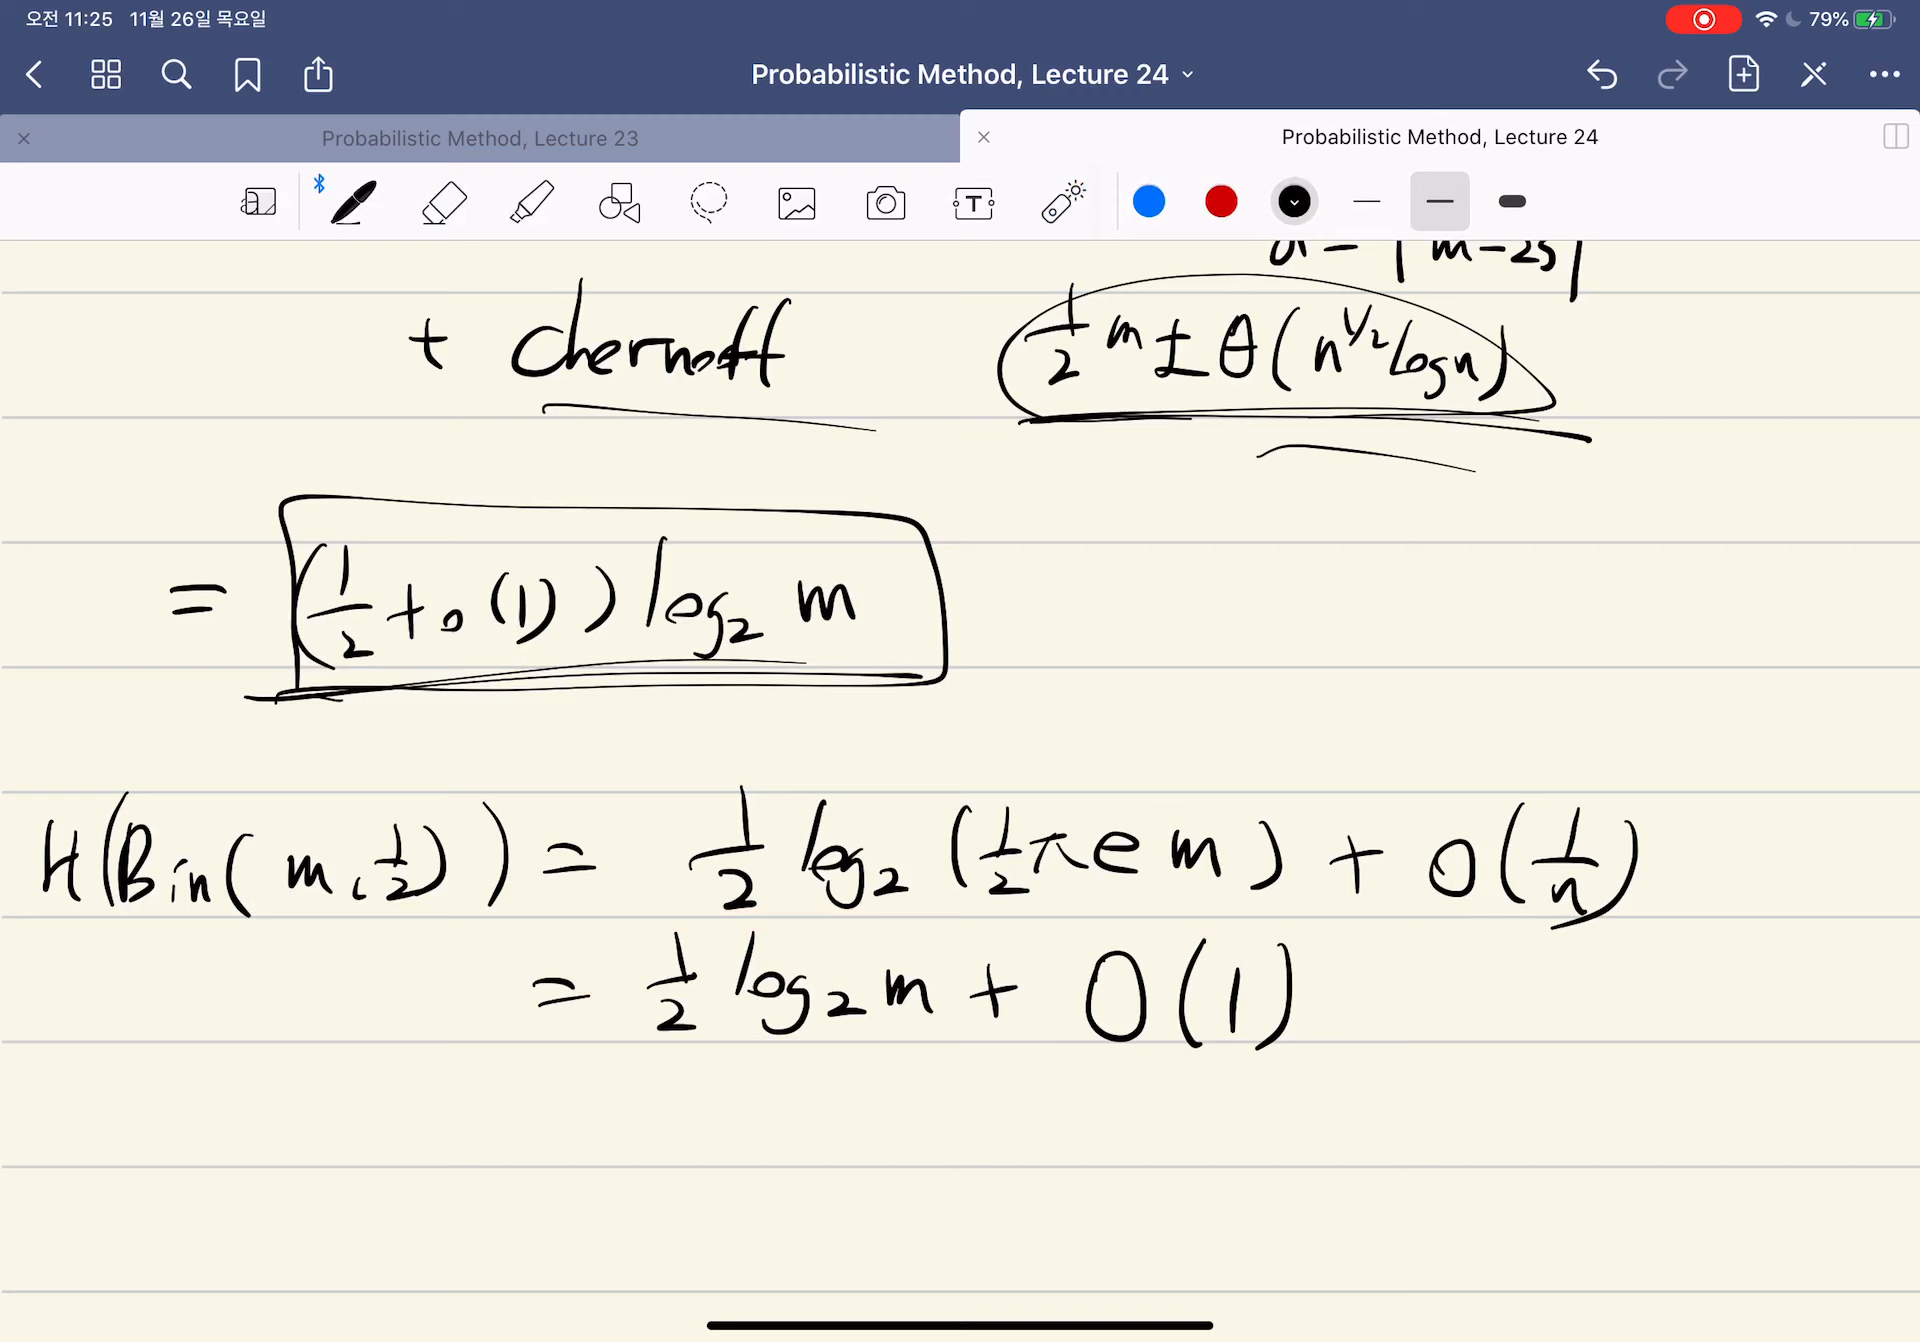 오전 11:25 11월 26일 목요일 79%
Probabilistic Method, Lecture 24
Probabilistic Method, Lecture 23
Probabilistic Method, Lecture 24
m-2s
+ chernoff
1/2 m ± θ(n^1/2 log n)
= (1/2 + o(1)) log₂ m
H(Bin(m, 1/2)) = 1/2 log₂ (1/2 π e m) + O(1/n)
= 1/2 log₂ m + O(1)